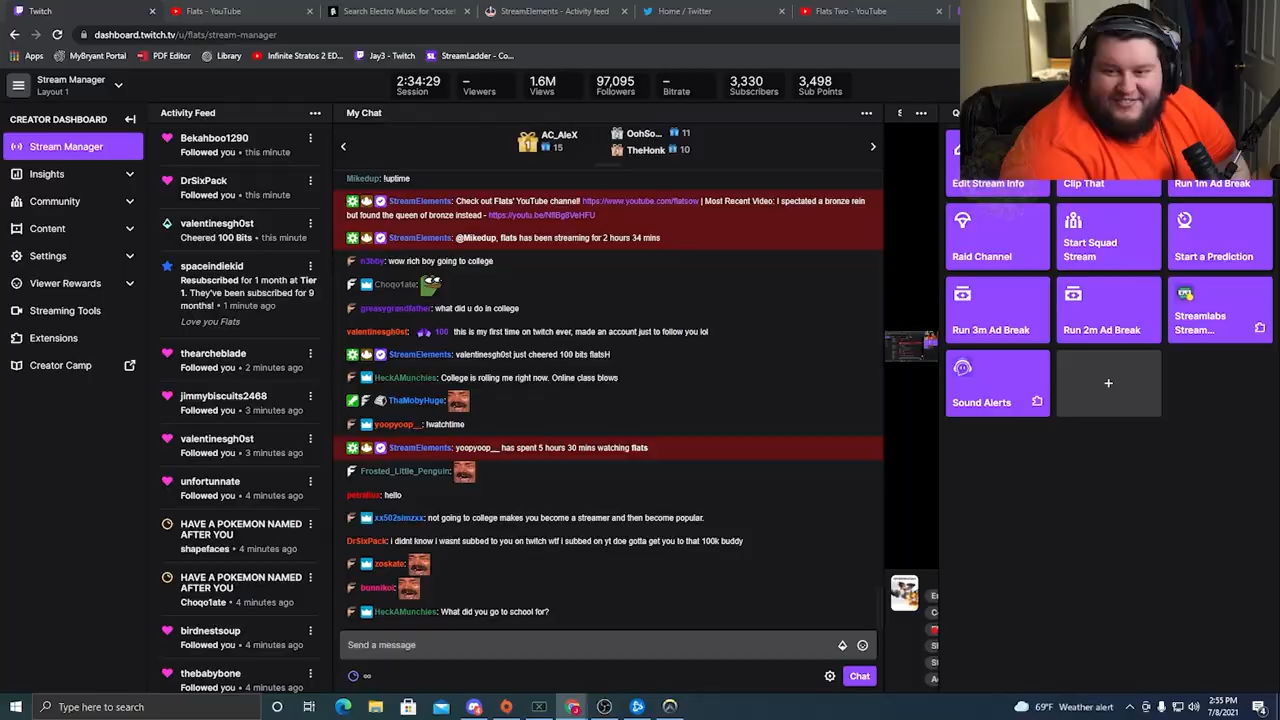 Twitch
Flats - YouTube
Search Electro Music for "rocke
StreamElements - Activity feed
Home / Twitter
Flats Two - YouTube
dashboard.twitch.tv/u/flats/stream-manager
Apps
MyBryant Portal
PDF Editor
Library
Infinite Stratos 2 ED...
Jay3 - Twitch
StreamLadder - Co...
Stream Manager
Layout 1
2:34:29
Session
–
Viewers
1.6M
Views
97,095
Followers
–
Bitrate
3,330
Subscribers
3,498
Sub Points
CREATOR DASHBOARD
Stream Manager
Insights
Community
Content
Settings
Viewer Rewards
Streaming Tools
Extensions
Creator Camp
Activity Feed
Bekahboo1290
Followed you • this minute
DrSixPack
Followed you • this minute
valentinesgh0st
Cheered 100 Bits • this minute
spaceindiekid
Resubscribed for 1 month at Tier
1. They've been subscribed for 9
months! • 1 minute ago
Love you Flats
thearcheblade
Followed you • 2 minutes ago
jimmybiscuits2468
Followed you • 3 minutes ago
valentinesgh0st
Followed you • 3 minutes ago
unfortunnate
Followed you • 4 minutes ago
HAVE A POKEMON NAMED
AFTER YOU
shapefaces • 4 minutes ago
HAVE A POKEMON NAMED
AFTER YOU
Choqo1ate • 4 minutes ago
birdnestsoup
Followed you • 4 minutes ago
thebabybone
Followed you • 4 minutes ago
My Chat
1
AC_AleX
15
OohSo... 11
TheHonk 10
Mikedup: !uptime
StreamElements: Check out Flats' YouTube channel! https://www.youtube.com/flatsow | Most Recent Video: I spectated a bronze rein
but found the queen of bronze instead - https://youtu.be/NfIBg8VeHFU
StreamElements: @Mikedup, flats has been streaming for 2 hours 34 mins
n3bby: wow rich boy going to college
Choqo1ate:
greasygrandfather: what did u do in college
valentinesgh0st: 100 this is my first time on twitch ever, made an account just to follow you lol
StreamElements: valentinesgh0st just cheered 100 bits flatsH
HeckAMunchies: College is rolling me right now. Online class blows
ThaMobyHuge:
yoopyoop__: !watchtime
StreamElements: yoopyoop__ has spent 5 hours 30 mins watching flats
Frosted_Little_Penguin:
hello
xx502simzxx: not going to college makes you become a streamer and then become popular.
DrSixPack: i didnt know i wasnt subbed to you on twitch wtf i subbed on yt doe gotta get you to that 100k buddy
zoskate:
bunnikol:
HeckAMunchies: What did you go to school for?
Send a message
Chat
Edit Stream Info
Clip That
Run 1m Ad Break
Raid Channel
Start Squad
Stream
Start a Prediction
Run 3m Ad Break
Run 2m Ad Break
Streamlabs
Stream...
Sound Alerts
+
Type here to search
69°F Weather alert
2:55 PM
7/8/2021